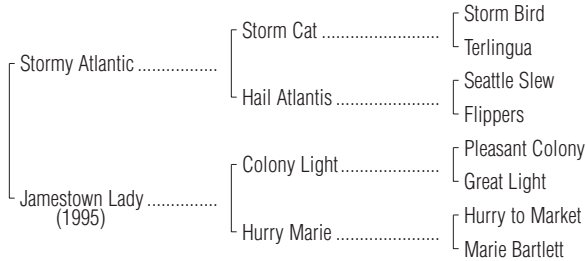 Storm Bird
Storm Cat ........................
Terlingua
Stormy Atlantic ................
Seattle Slew
Hail Atlantis .....................
Flippers
Pleasant Colony
Colony Light ....................
Great Light
Jamestown Lady ..............
(1995)
Hurry to Market
Hurry Marie .....................
Marie Bartlett